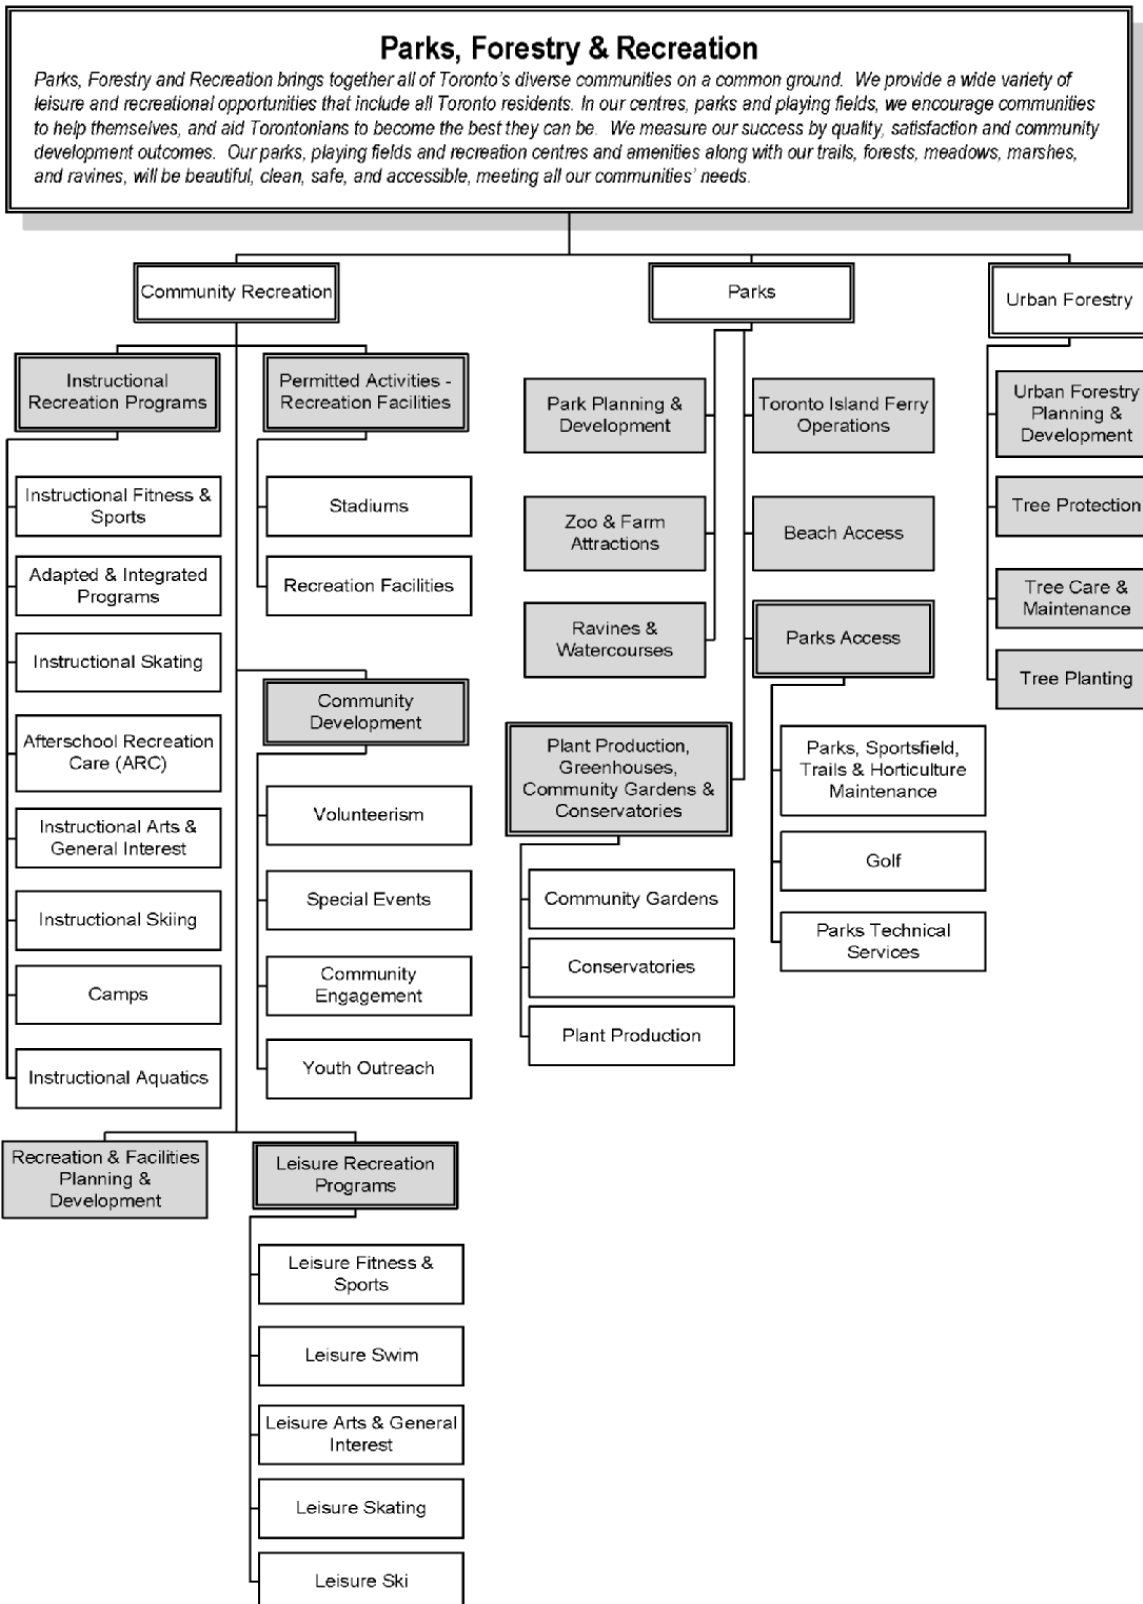 Parks, Forestry & Recreation
Parks, Forestry and Recreation brings together all of Toronto's diverse communities on a common ground. We provide a wide variety of
leisure and recreational opportunities that include all Toronto residents. In our centres, parks and playing fields, we encourage communities
to help themselves, and aid Torontonians to become the best they can be. We measure our success by quality, satisfaction and community
development outcomes. Our parks, playing fields and recreation centres and amenities along with our trails, forests, meadows, marshes,
and ravines, will be beautiful, clean, safe, and accessible, meeting all our communities' needs.
Community Recreation
Instructional
Recreation Programs
Instructional Fitness &
Sports
Adapted & Integrated
Programs
Instructional Skating
Afterschool Recreation
Care (ARC)
Instructional Arts &
General Interest
Instructional Skiing
Camps
Instructional Aquatics
Permitted Activities -
Recreation Facilities
Stadiums
Recreation Facilities
Community
Development
Volunteerism
Special Events
Community
Engagement
Youth Outreach
Recreation & Facilities
Planning &
Development
Leisure Recreation
Programs
Leisure Fitness &
Sports
Leisure Swim
Leisure Arts & General
Interest
Leisure Skating
Leisure Ski
Parks
Park Planning &
Development
Zoo & Farm
Attractions
Ravines &
Watercourses
Plant Production,
Greenhouses,
Community Gardens &
Conservatories
Community Gardens
Conservatories
Plant Production
Toronto Island Ferry
Operations
Beach Access
Parks Access
Parks, Sportsfield,
Trails & Horticulture
Maintenance
Golf
Parks Technical
Services
Urban Forestry
Urban Forestry
Planning &
Development
Tree Protection
Tree Care &
Maintenance
Tree Planting